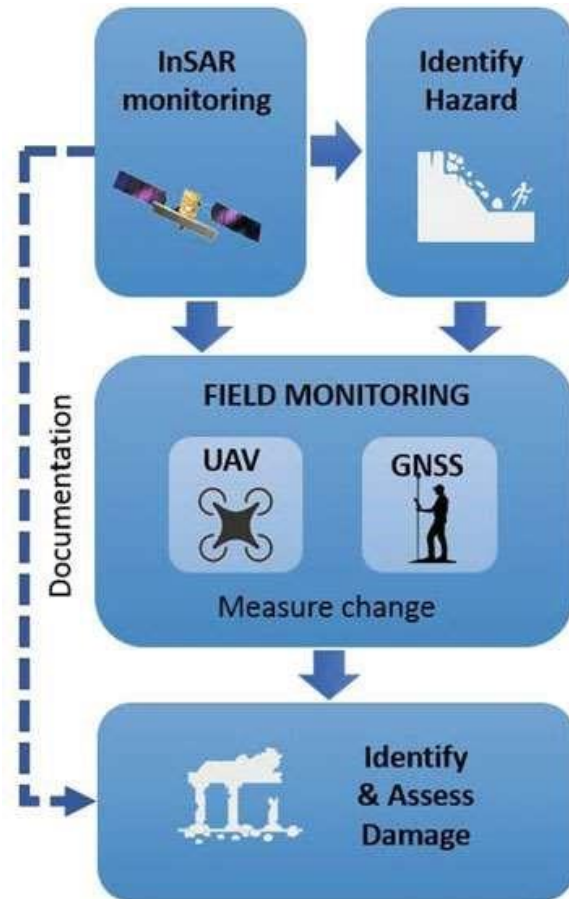 InSAR
monitoring
Identify
Hazard
Documentation
FIELD MONITORING
UAV
GNSS
Measure change
Identify
& Assess
Damage